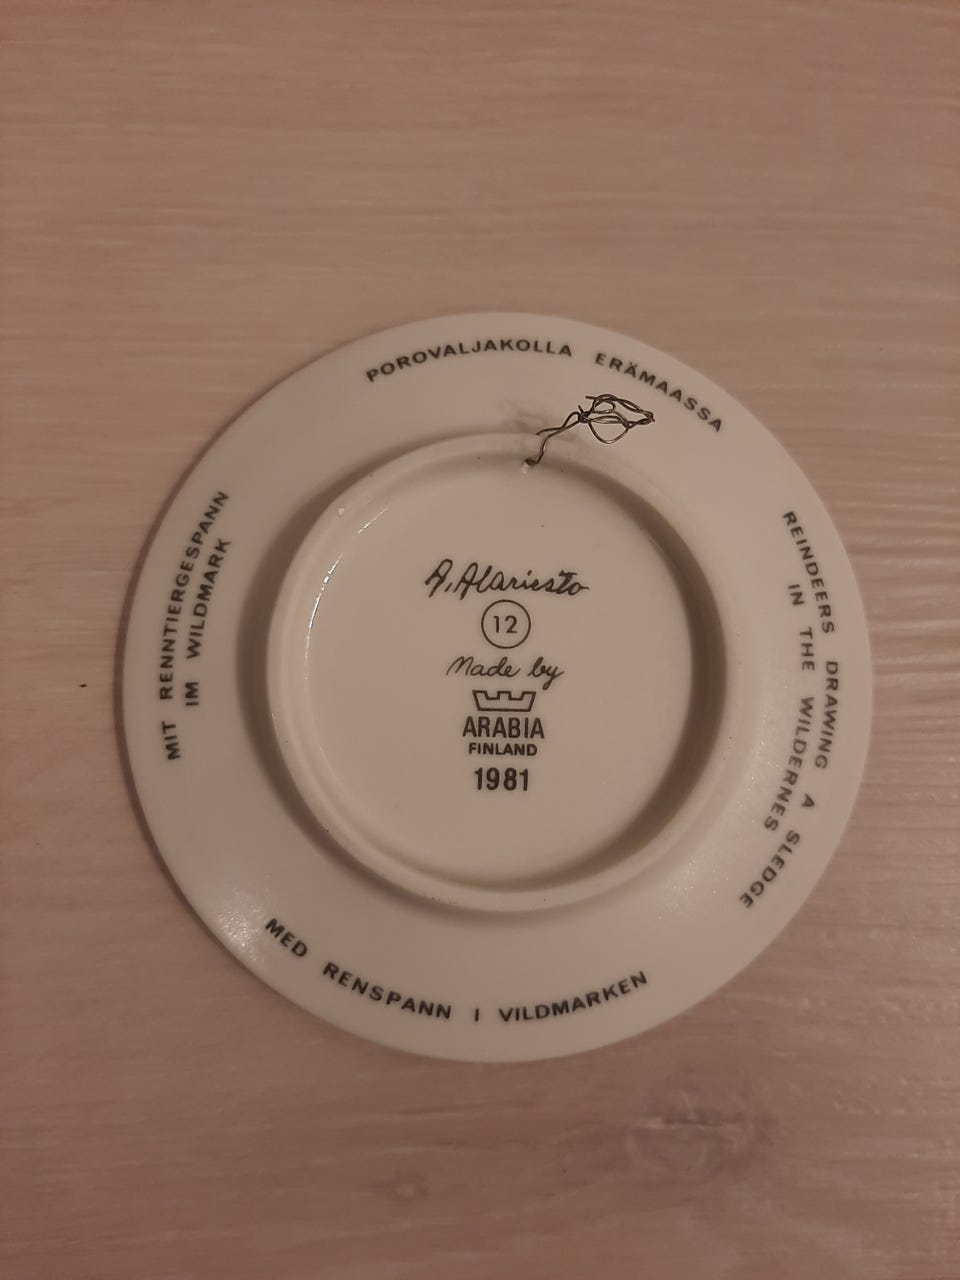 POROVALJAKOLLA ERÄMAASSA
REINDEERS DRAWING A SLEDGE
IN THE WILDERNES
MED RENSPANN I VILDMARKEN
MIT RENNTIERGESPANN
IM WILDMARK
A. Alariesto
12
Made by
ARABIA
FINLAND
1981